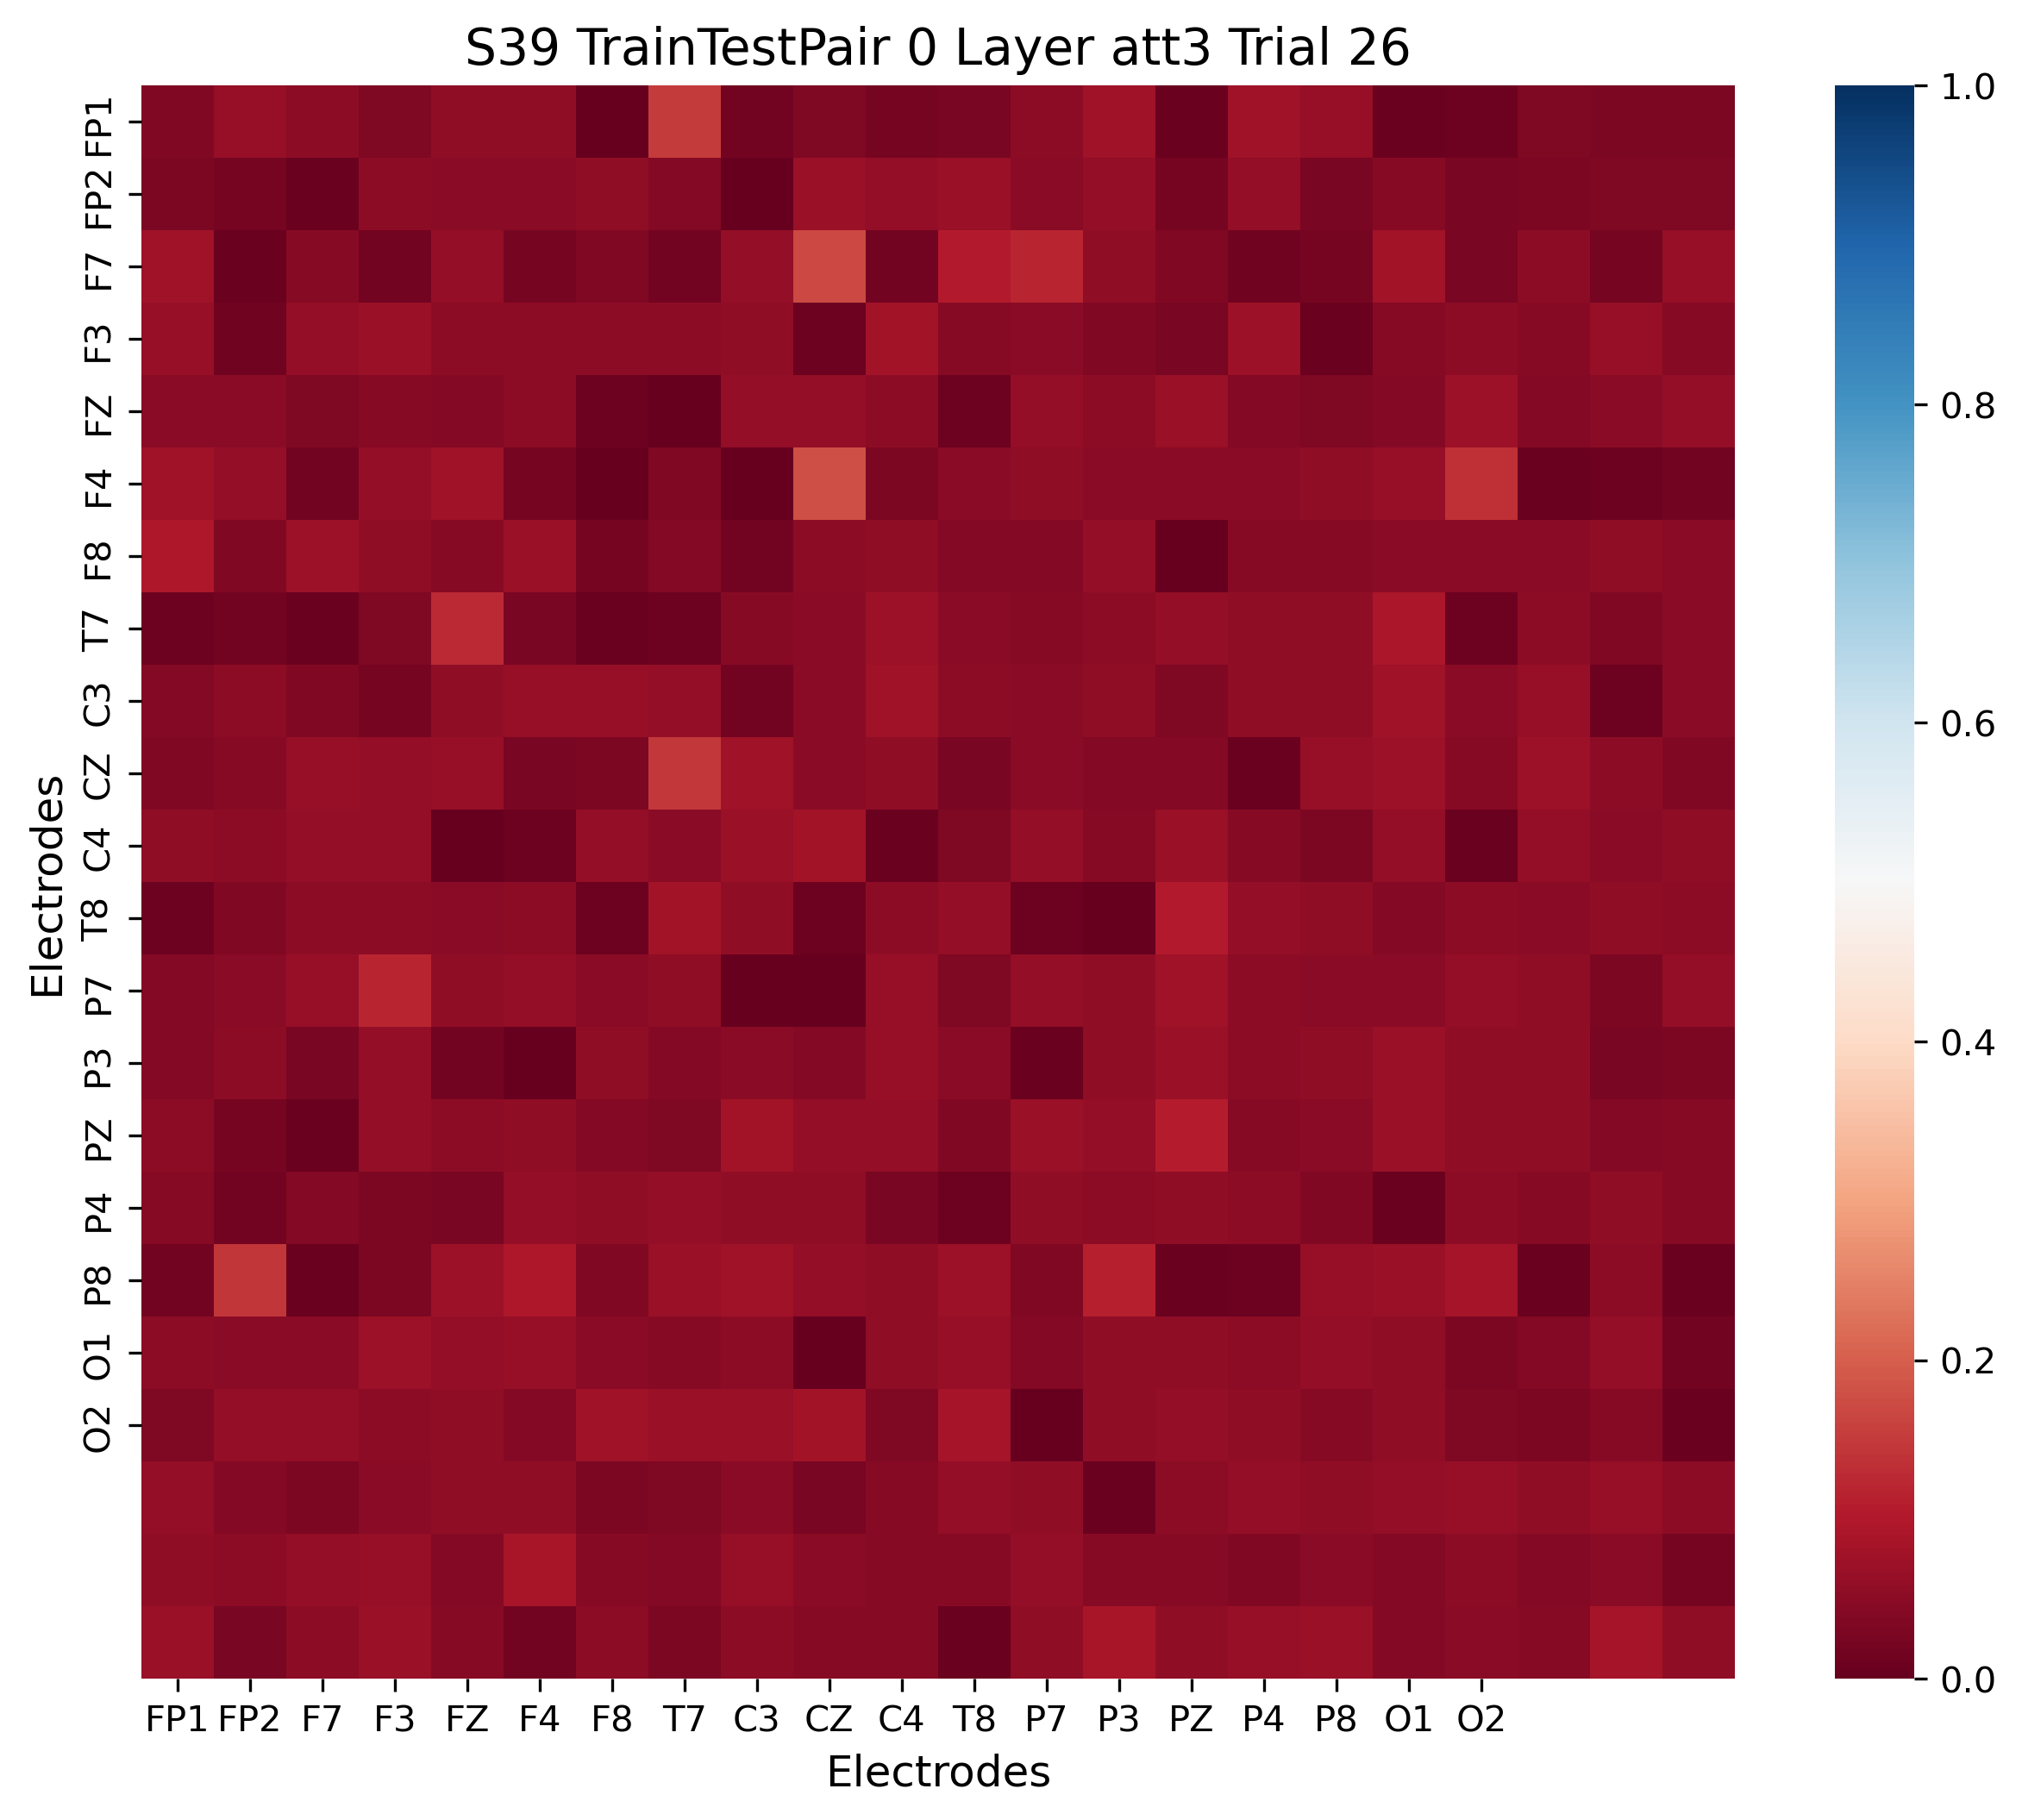 S39 TrainTestPair 0 Layer att3 Trial 26
Electrodes
FP1
FP2
F7
F3
FZ
F4
F8
T7
C3
CZ
C4
T8
P7
P3
PZ
P4
P8
O1
O2
FP1 FP2 F7 F3 FZ F4 F8 T7 C3 CZ C4 T8 P7 P3 PZ P4 P8 O1 O2
Electrodes
1.0
0.8
0.6
0.4
0.2
0.0